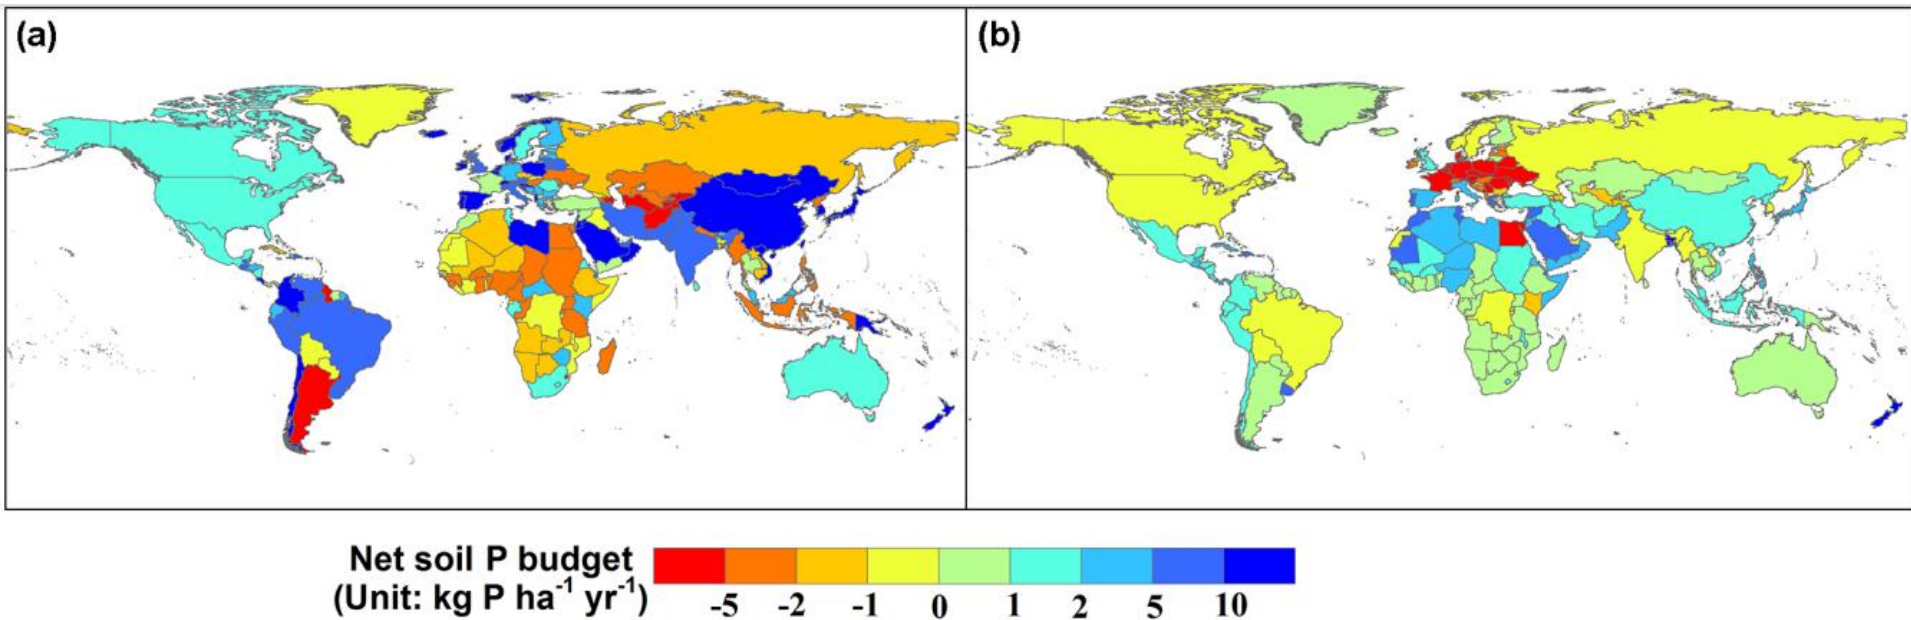 (a)
(b)
Net soil P budget
(Unit: kg P ha⁻¹ yr⁻¹)
-5 -2 -1 0 1 2 5 10